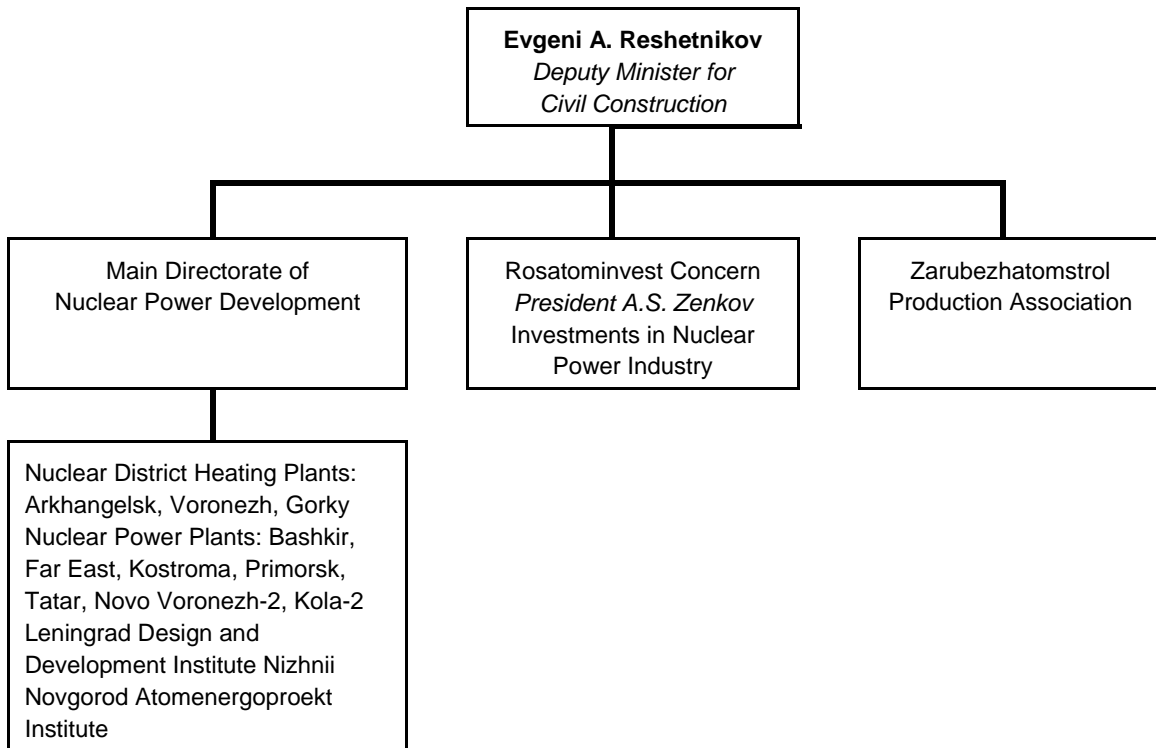 Evgeni A. Reshetnikov
Deputy Minister for
Civil Construction
Main Directorate of
Nuclear Power Development
Rosatominvest Concern
President A.S. Zenkov
Investments in Nuclear
Power Industry
Zarubezhatomstrol
Production Association
Nuclear District Heating Plants:
Arkhangelsk, Voronezh, Gorky
Nuclear Power Plants: Bashkir,
Far East, Kostroma, Primorsk,
Tatar, Novo Voronezh-2, Kola-2
Leningrad Design and
Development Institute Nizhnii
Novgorod Atomenergoproekt
Institute